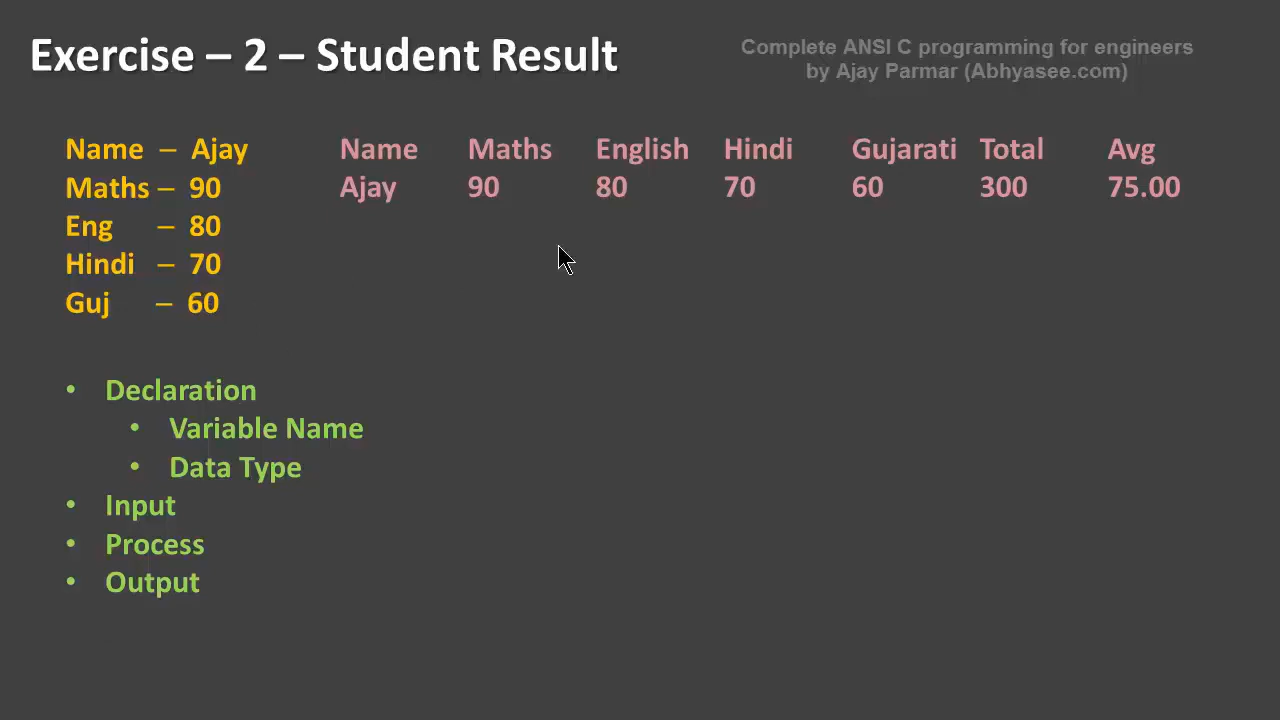 Exercise – 2 – Student Result
Complete ANSI C programming for engineers
by Ajay Parmar (Abhyasee.com)
Name – Ajay
Maths – 90
Eng – 80
Hindi – 70
Guj – 60
Name Maths English Hindi Gujarati Total Avg
Ajay 90 80 70 60 300 75.00
• Declaration
• Variable Name
• Data Type
• Input
• Process
• Output